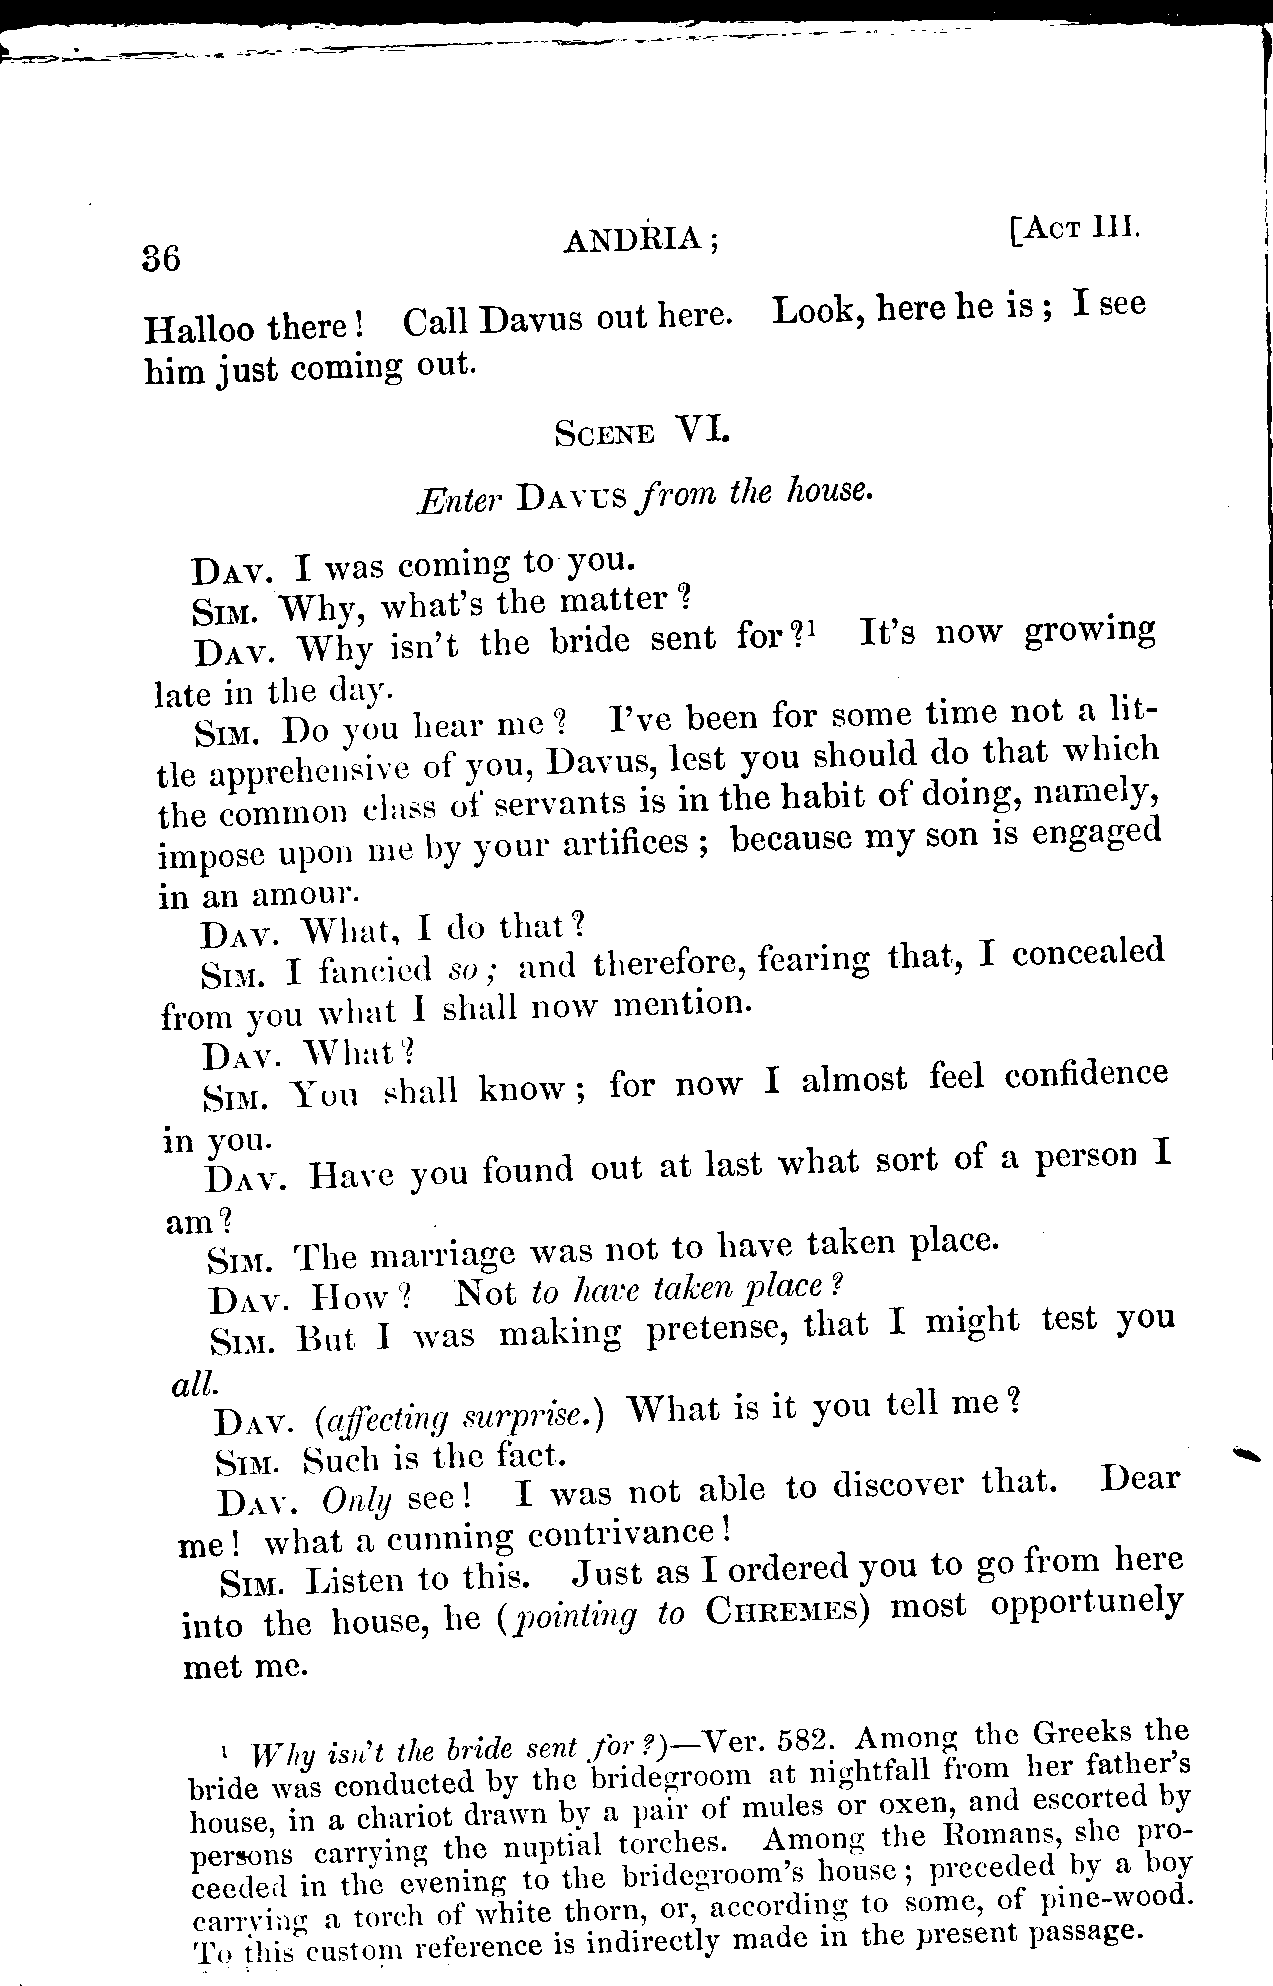 36 ANDRIA; [ACT III.
Halloo there! Call Davus out here. Look, here he is; I see
him just coming out.
SCENE VI.
Enter DAVUS from the house.
DAV. I was coming to you.
SIM. Why, what's the matter?
DAV. Why isn't the bride sent for?¹ It's now growing
late in the day.
SIM. Do you hear me? I've been for some time not a lit-
tle apprehensive of you, Davus, lest you should do that which
the common class of servants is in the habit of doing, namely,
impose upon me by your artifices; because my son is engaged
in an amour.
DAV. What, I do that?
SIM. I fancied so; and therefore, fearing that, I concealed
from you what I shall now mention.
DAV. What?
SIM. You shall know; for now I almost feel confidence
in you.
DAV. Have you found out at last what sort of a person I
am?
SIM. The marriage was not to have taken place.
DAV. How? Not to have taken place?
SIM. But I was making pretense, that I might test you
all.
DAV. (affecting surprise.) What is it you tell me?
SIM. Such is the fact.
DAV. Only see! I was not able to discover that. Dear
me! what a cunning contrivance!
SIM. Listen to this. Just as I ordered you to go from here
into the house, he (pointing to CHREMES) most opportunely
met me.
¹ Why isn't the bride sent for?)—Ver. 582. Among the Greeks the
bride was conducted by the bridegroom at nightfall from her father's
house, in a chariot drawn by a pair of mules or oxen, and escorted by
persons carrying the nuptial torches. Among the Romans, she pro-
ceeded in the evening to the bridegroom's house; preceded by a boy
carrying a torch of white thorn, or, according to some, of pine-wood.
To this custom reference is indirectly made in the present passage.